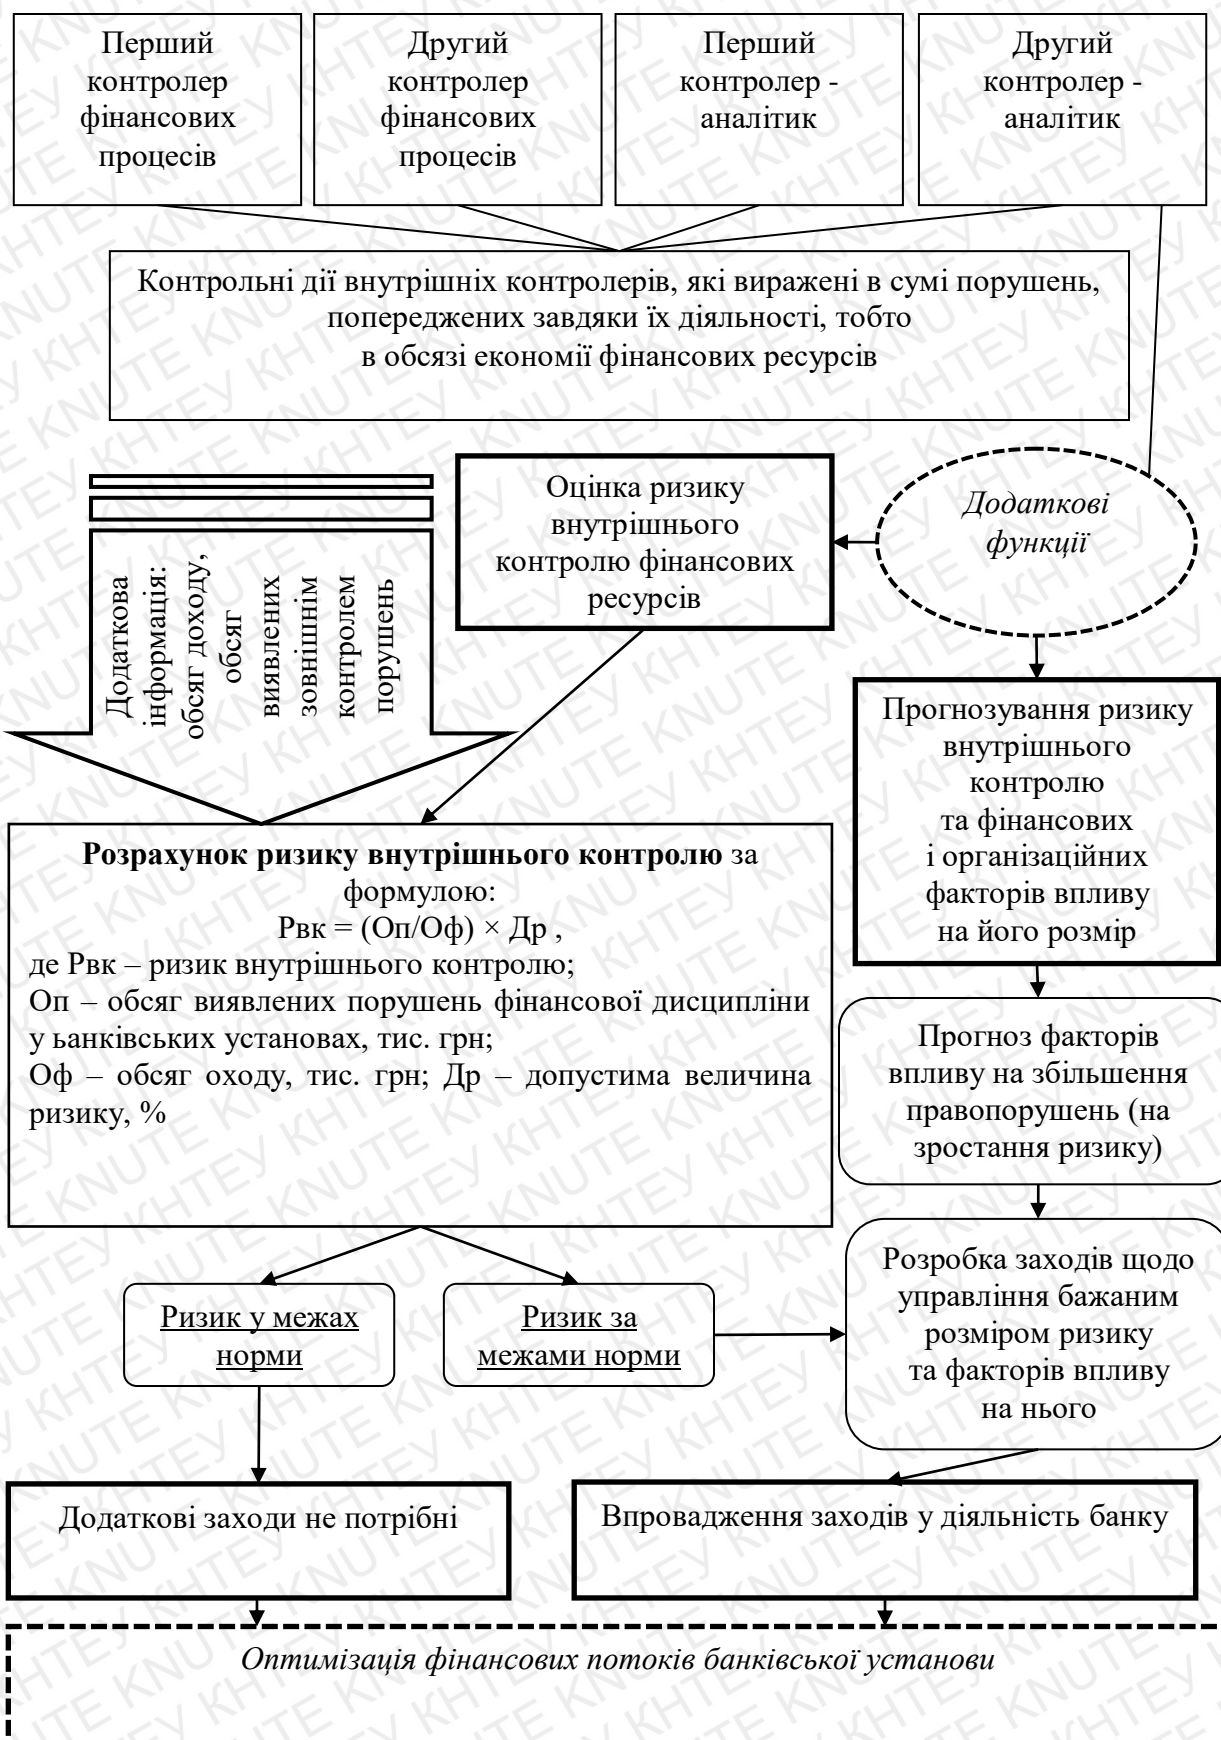 Перший
контролер
фінансових
процесів
Другий
контролер
фінансових
процесів
Перший
контролер -
аналітик
Другий
контролер -
аналітик
Контрольні дії внутрішніх контролерів, які виражені в сумі порушень,
попереджених завдяки їх діяльності, тобто
в обсязі економії фінансових ресурсів
Додаткова
інформація:
обсяг доходу,
обсяг
виявлених
зовнішнім
контролем
порушень
Оцінка ризику
внутрішнього
контролю фінансових
ресурсів
Додаткові
функції
Прогнозування ризику
внутрішнього
контролю
та фінансових
і організаційних
факторів впливу
на його розмір
Розрахунок ризику внутрішнього контролю за
формулою:
Рвк = (Оп/Оф) × Др ,
де Рвк – ризик внутрішнього контролю;
Оп – обсяг виявлених порушень фінансової дисципліни
у ьанківських установах, тис. грн;
Оф – обсяг оходу, тис. грн; Др – допустима величина
ризику, %
Прогноз факторів
впливу на збільшення
правопорушень (на
зростання ризику)
Ризик у межах
норми
Ризик за
межами норми
Розробка заходів щодо
управління бажаним
розміром ризику
та факторів впливу
на нього
Додаткові заходи не потрібні
Впровадження заходів у діяльність банку
Оптимізація фінансових потоків банківської установи